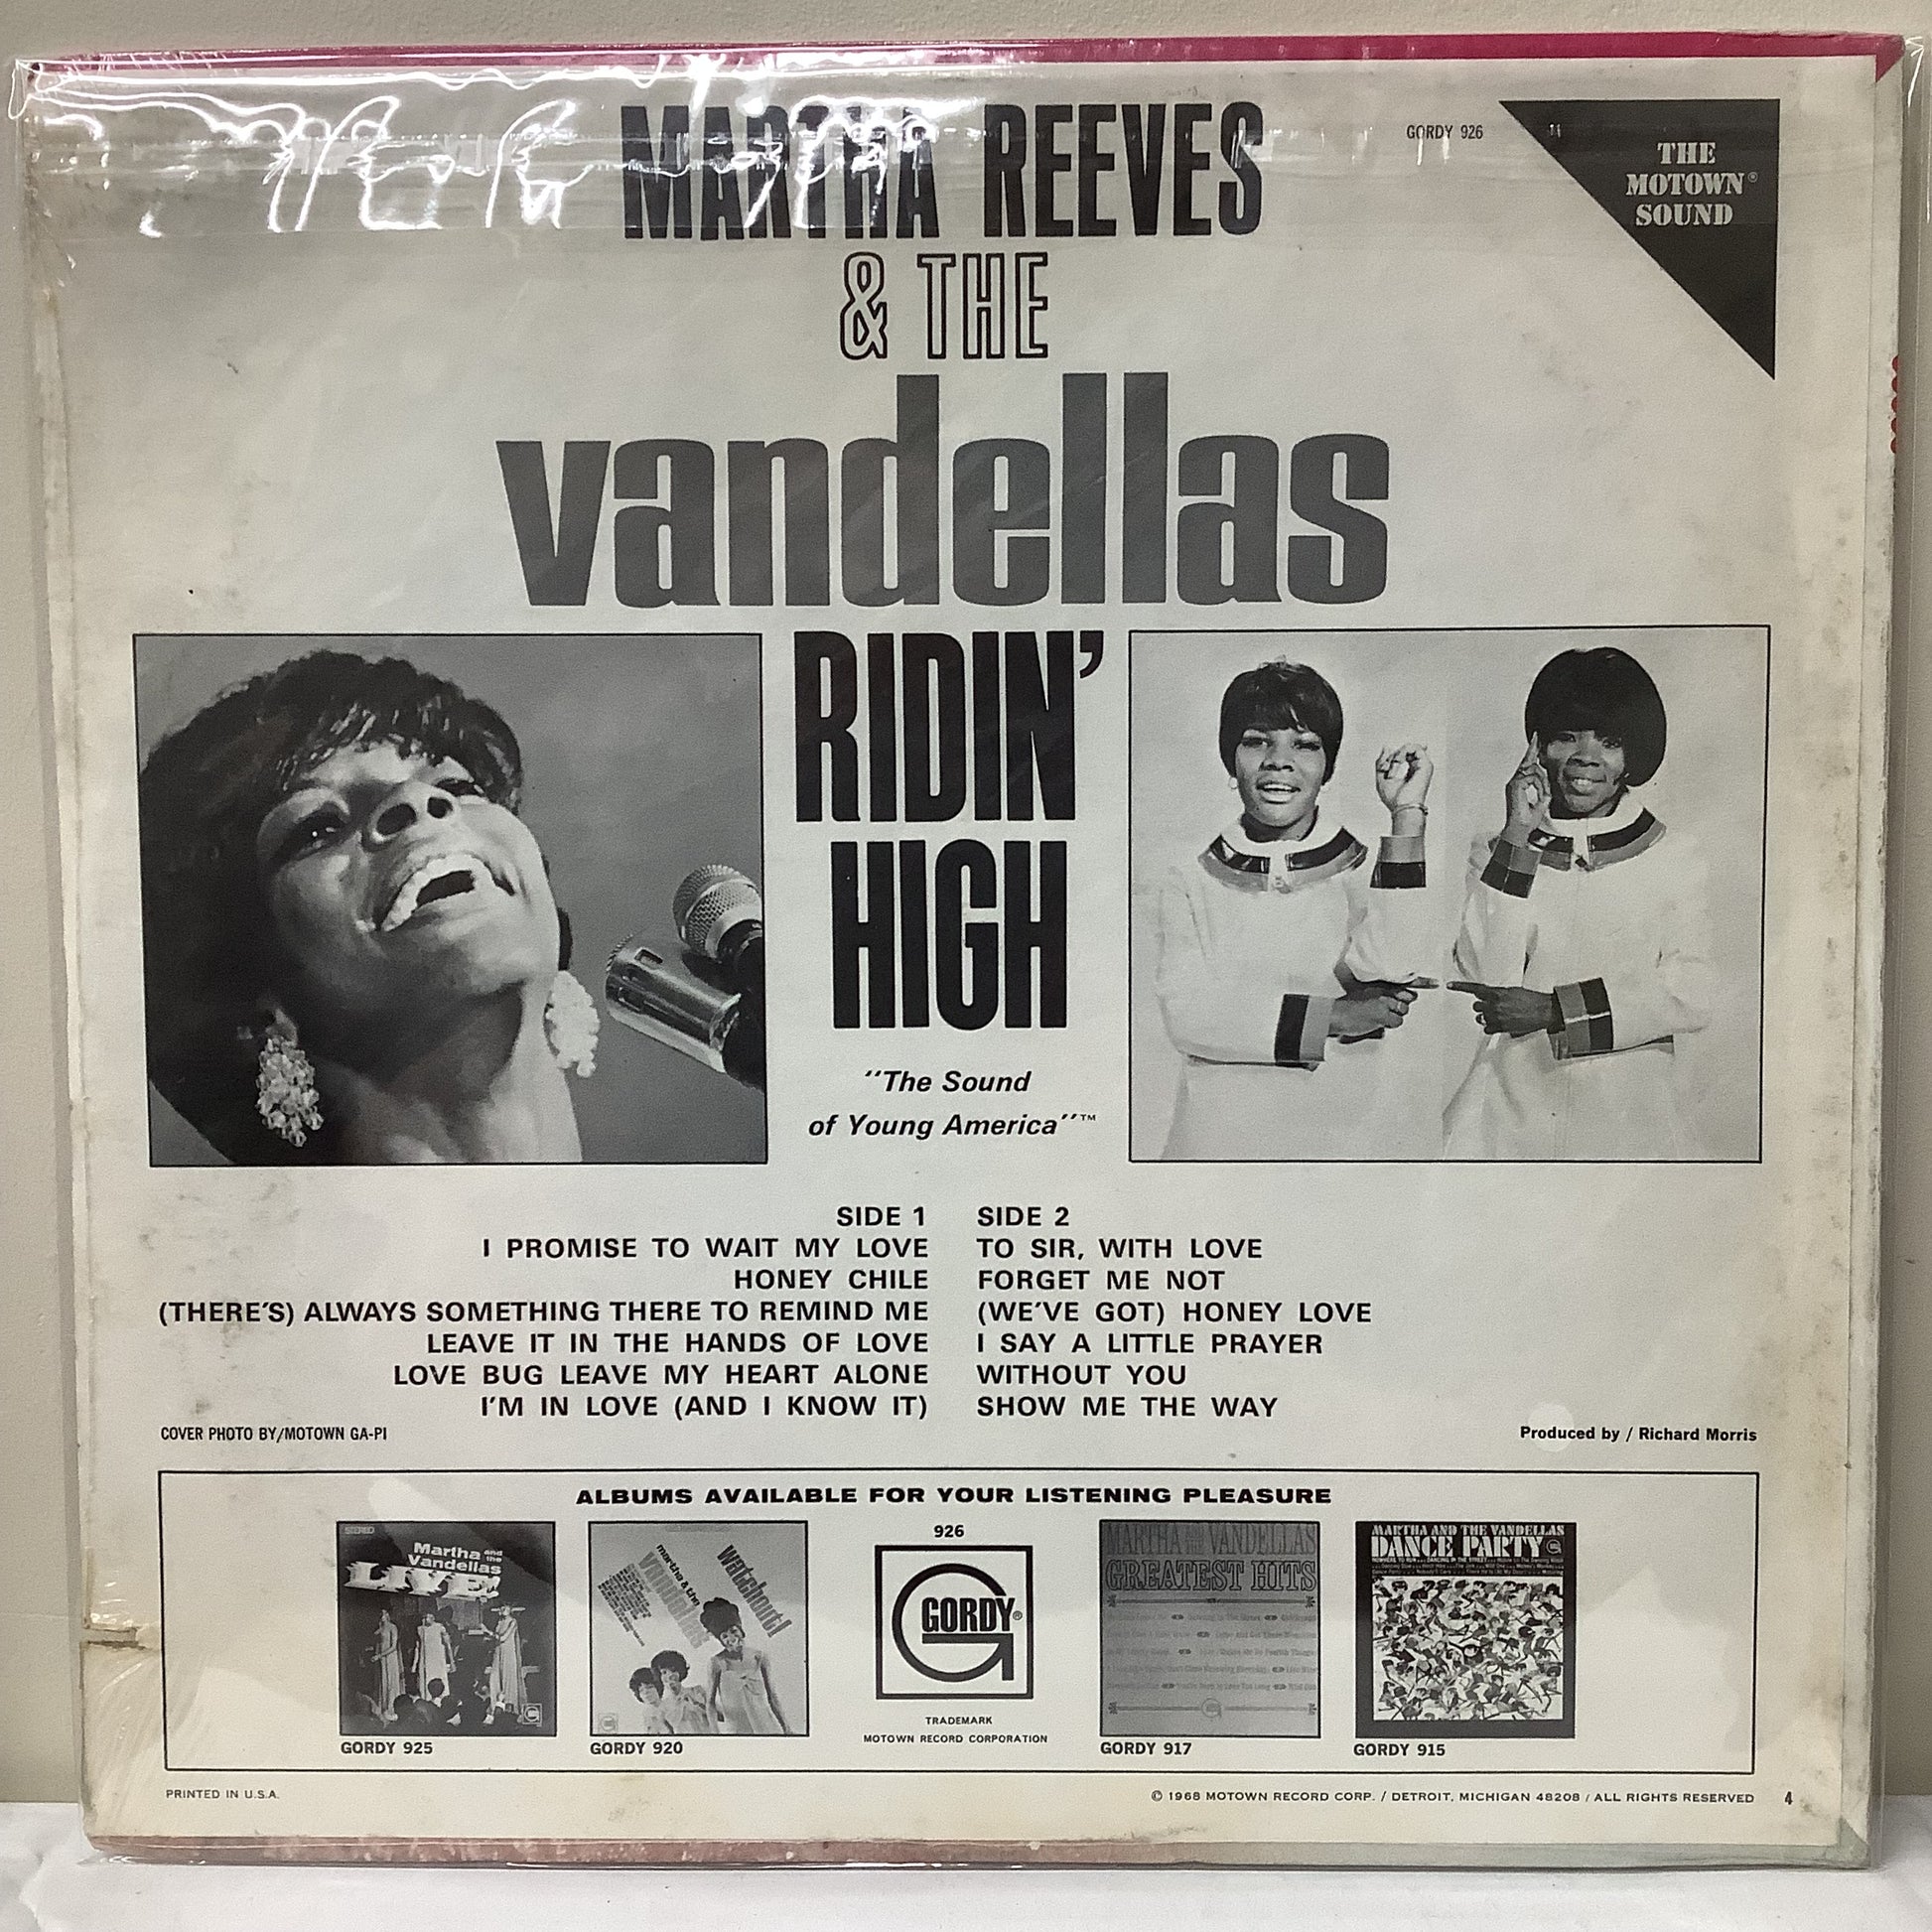 MARTHA REEVES
GORDY 926
THE
MOTOWN®
SOUND
& THE
vandellas
RIDIN'
HIGH
"The Sound
of Young America"™
SIDE 1
I PROMISE TO WAIT MY LOVE
HONEY CHILE
(THERE'S) ALWAYS SOMETHING THERE TO REMIND ME
LEAVE IT IN THE HANDS OF LOVE
LOVE BUG LEAVE MY HEART ALONE
I'M IN LOVE (AND I KNOW IT)
SIDE 2
TO SIR, WITH LOVE
FORGET ME NOT
(WE'VE GOT) HONEY LOVE
I SAY A LITTLE PRAYER
WITHOUT YOU
SHOW ME THE WAY
COVER PHOTO BY/MOTOWN GA-PI
Produced by / Richard Morris
ALBUMS AVAILABLE FOR YOUR LISTENING PLEASURE
STEREO
Martha and the
Vandellas
LIVE!
GORDY 925
martha & the
vandellas
watchout!
GORDY 920
926
GORDY®
TRADEMARK
MOTOWN RECORD CORPORATION
MARTHA AND THE VANDELLAS
GREATEST HITS
GORDY 917
MARTHA AND THE VANDELLAS
DANCE PARTY
GORDY 915
PRINTED IN U.S.A.
© 1968 MOTOWN RECORD CORP. / DETROIT, MICHIGAN 48208 / ALL RIGHTS RESERVED
4